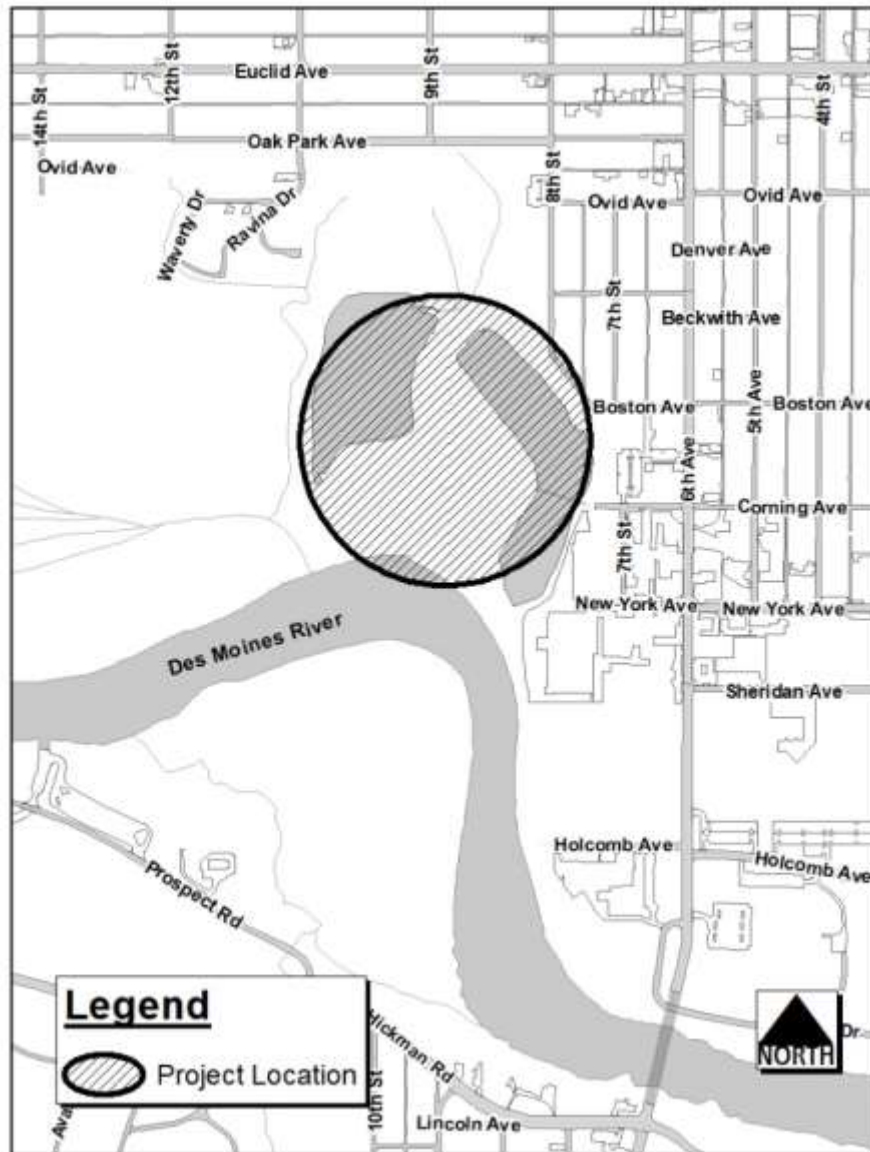 14th St
12th St
9th St
4th St
Euclid Ave
Oak Park Ave
Ovid Ave
8th St
Waverly Dr
Ravina Dr
Ovid Ave
Ovid Ave
Denver Ave
7th St
Beckwith Ave
Boston Ave
5th Ave
Boston Ave
6th Ave
Corning Ave
7th St
New York Ave
New York Ave
Des Moines River
Sheridan Ave
Holcomb Ave
Holcomb Ave
Prospect Rd
Legend
Project Location
Hickman Rd
NORTH
Dr
10th St
Lincoln Ave